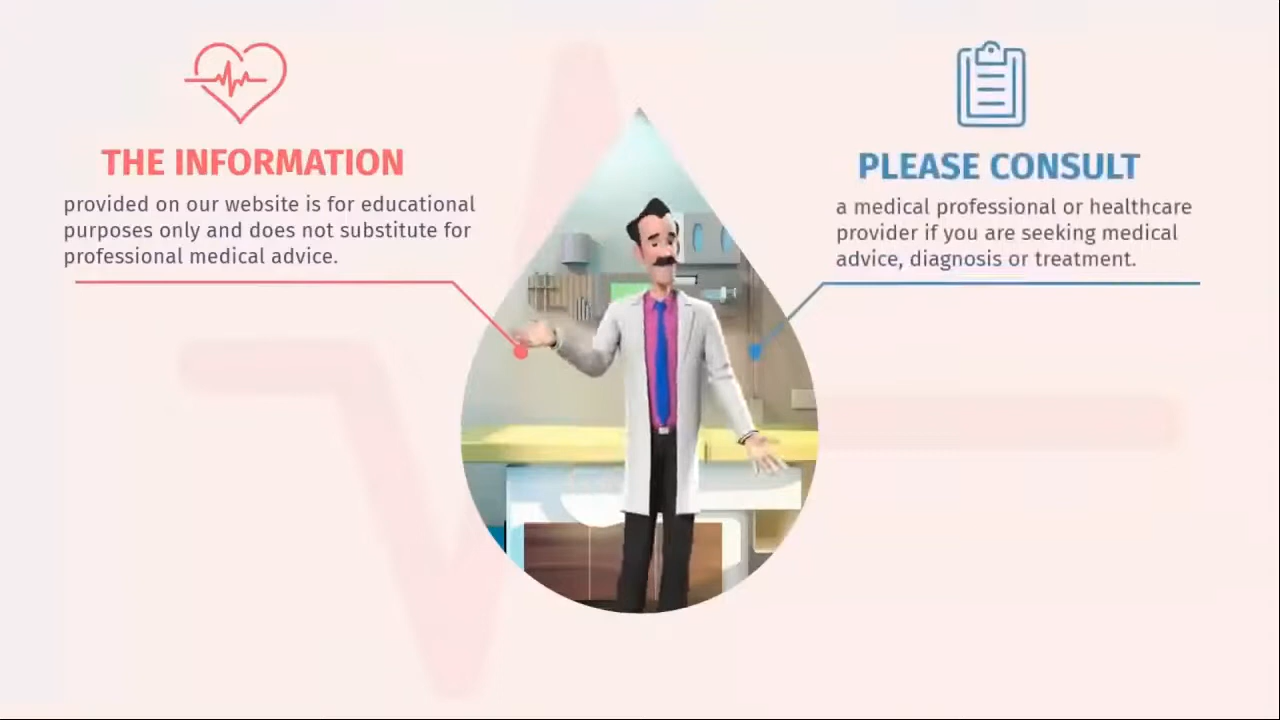 THE INFORMATION
provided on our website is for educational
purposes only and does not substitute for
professional medical advice.
PLEASE CONSULT
a medical professional or healthcare
provider if you are seeking medical
advice, diagnosis or treatment.